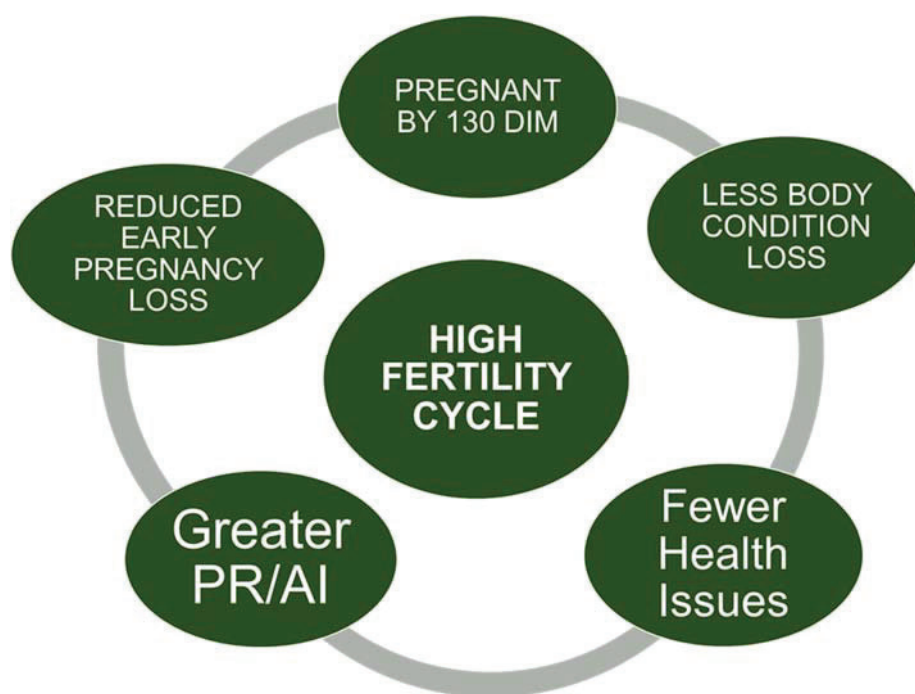 PREGNANT
BY 130 DIM
LESS BODY
CONDITION
LOSS
Fewer
Health
Issues
Greater
PR/AI
REDUCED
EARLY
PREGNANCY
LOSS
HIGH
FERTILITY
CYCLE